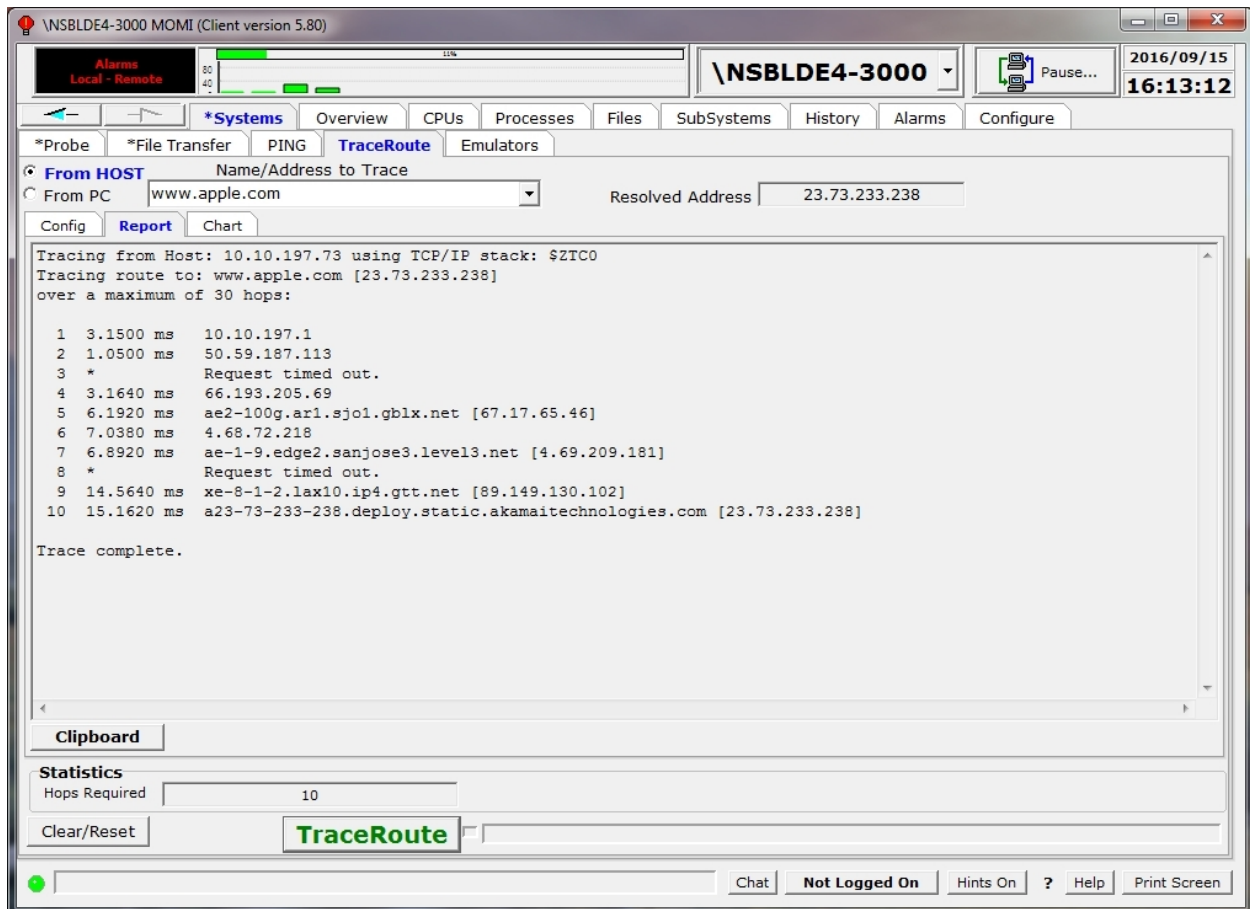 \NSBLDE4-3000 MOMI (Client version 5.80)
Alarms
Local - Remote
11%
80
40
\NSBLDE4-3000
Pause...
2016/09/15
16:13:12
*Systems Overview CPUs Processes Files SubSystems History Alarms Configure
*Probe *File Transfer PING TraceRoute Emulators
From HOST Name/Address to Trace
From PC www.apple.com Resolved Address 23.73.233.238
Config Report Chart
Tracing from Host: 10.10.197.73 using TCP/IP stack: $ZTC0
Tracing route to: www.apple.com [23.73.233.238]
over a maximum of 30 hops:
1 3.1500 ms 10.10.197.1
2 1.0500 ms 50.59.187.113
3 * Request timed out.
4 3.1640 ms 66.193.205.69
5 6.1920 ms ae2-100g.ar1.sjo1.gblx.net [67.17.65.46]
6 7.0380 ms 4.68.72.218
7 6.8920 ms ae-1-9.edge2.sanjose3.level3.net [4.69.209.181]
8 * Request timed out.
9 14.5640 ms xe-8-1-2.lax10.ip4.gtt.net [89.149.130.102]
10 15.1620 ms a23-73-233-238.deploy.static.akamaitechnologies.com [23.73.233.238]
Trace complete.
Clipboard
Statistics
Hops Required 10
Clear/Reset TraceRoute
Chat Not Logged On Hints On ? Help Print Screen